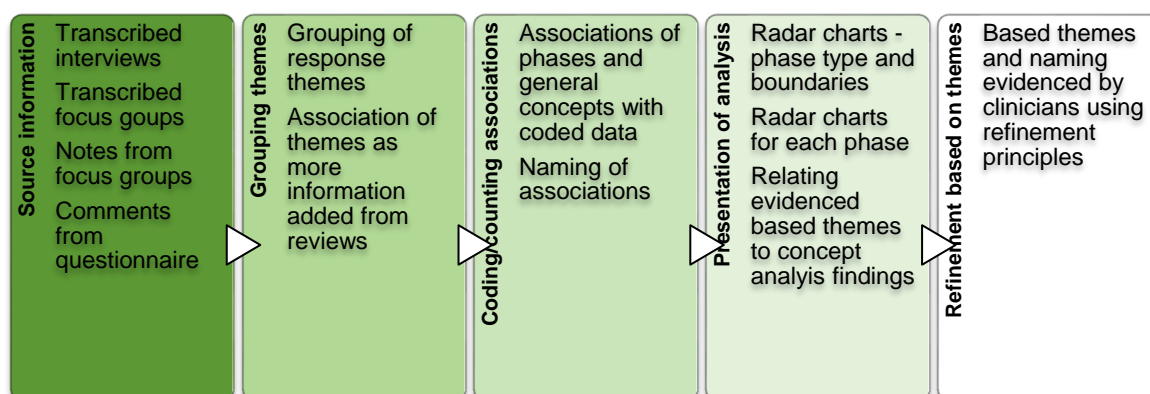 Source information
Transcribed
interviews
Transcribed
focus goups
Notes from
focus groups
Comments
from
questionnaire
Grouping themes
Grouping of
response
themes
Association of
themes as
more
information
added from
reviews
Coding/counting associations
Associations of
phases and
general
concepts with
coded data
Naming of
associations
Presentation of analysis
Radar charts -
phase type and
boundaries
Radar charts
for each phase
Relating
evidenced
based themes
to concept
analyis findings
Refinement based on themes
Based themes
and naming
evidenced by
clinicians using
refinement
principles